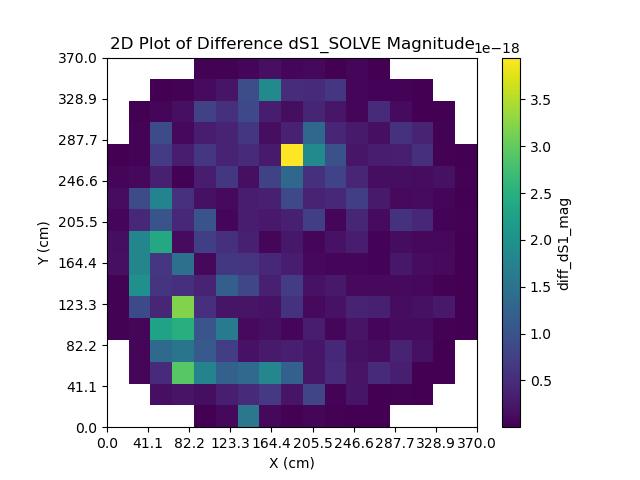 2D Plot of Difference dS1_SOLVE Magnitude
1e−18
370.0
328.9
287.7
246.6
205.5
164.4
123.3
82.2
41.1
0.0
Y (cm)
0.0 41.1 82.2 123.3 164.4 205.5 246.6 287.7 328.9 370.0
X (cm)
3.5
3.0
2.5
2.0
1.5
1.0
0.5
diff_dS1_mag